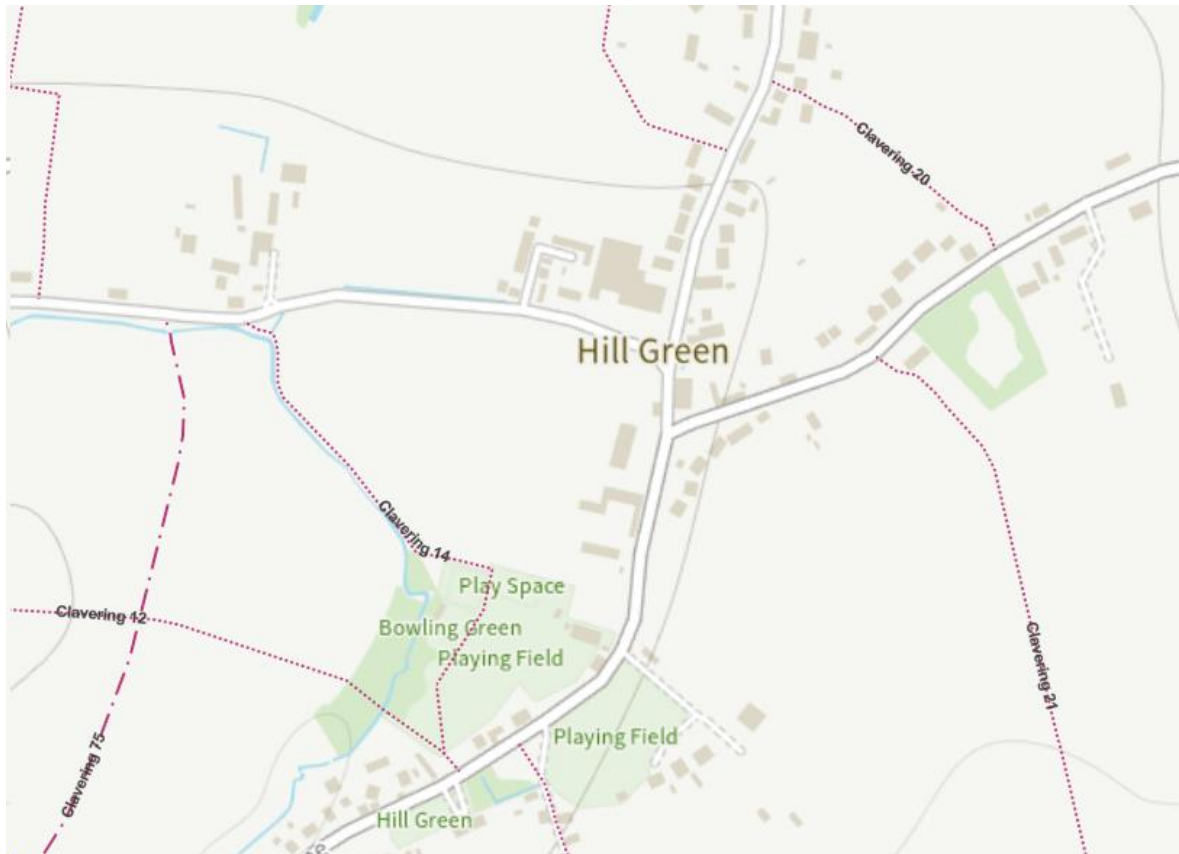 Clavering 20
Hill Green
Clavering 14
Play Space
Clavering 12
Bowling Green
Playing Field
Clavering 21
Playing Field
Clavering 75
Hill Green